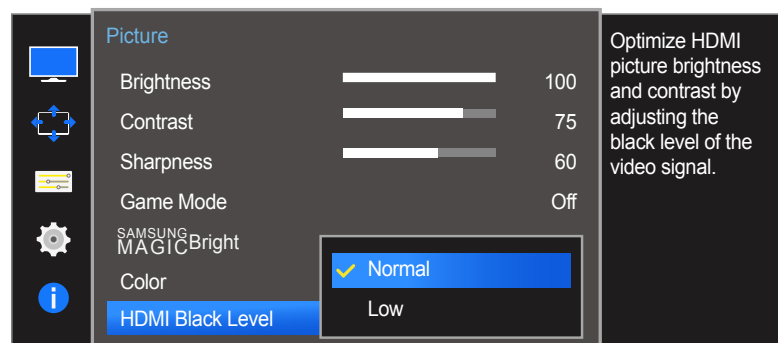 Picture
Brightness 100
Contrast 75
Sharpness 60
Game Mode Off
SAMSUNG
MAGICBright
Color
HDMI Black Level
Normal
Low
Optimize HDMI
picture brightness
and contrast by
adjusting the
black level of the
video signal.